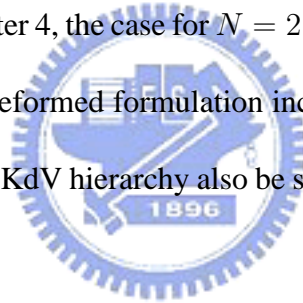 ter 4, the case for N = 2
eformed formulation inc
KdV hierarchy also be s
1896